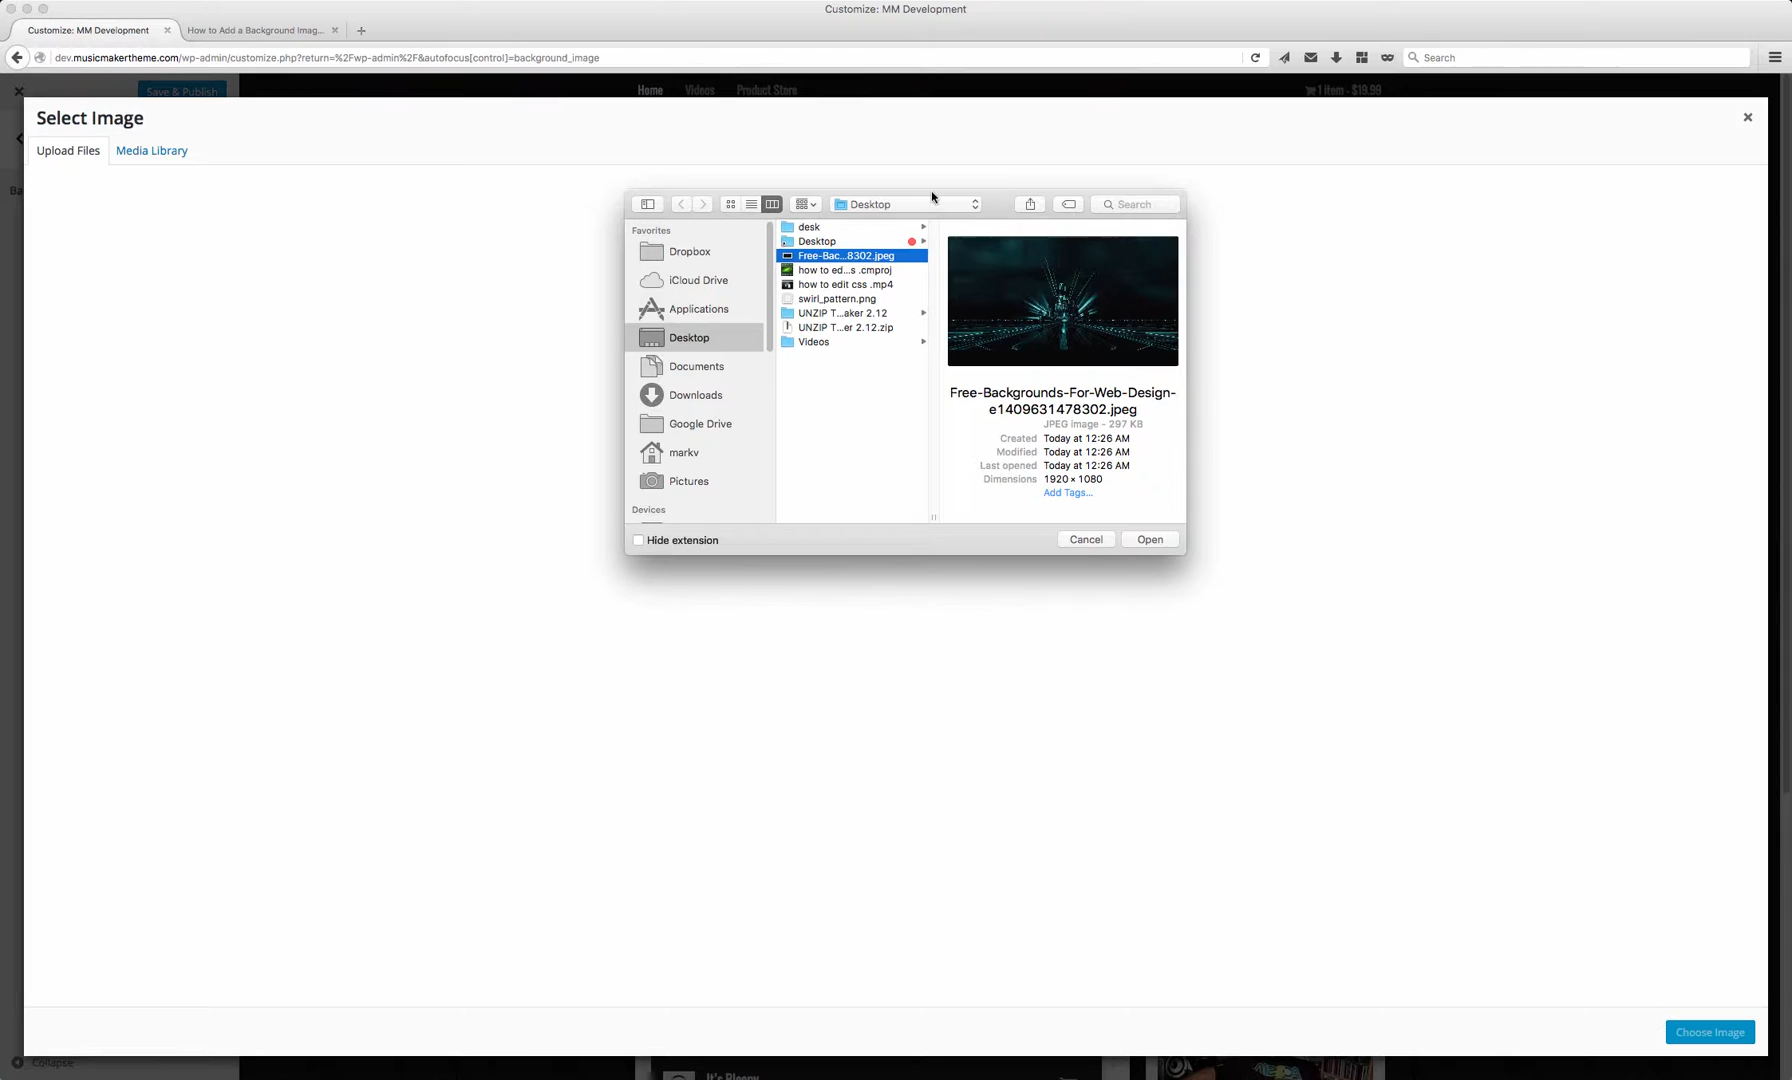 Customize: MM Development
Customize: MM Development
How to Add a Background Imag...
dev.musicmakertheme.com/wp-admin/customize.php?return=%2Fwp-admin%2F&autofocus[control]=background_image
Search
Save & Publish
Home
Videos
Product Store
1 item - $19.99
Select Image
Upload Files
Media Library
Ba
Desktop
Search
Favorites
Dropbox
iCloud Drive
Applications
Desktop
Documents
Downloads
Google Drive
markv
Pictures
Devices
desk
Desktop
Free-Bac...8302.jpeg
how to ed...s .cmproj
how to edit css .mp4
swirl_pattern.png
UNZIP T...aker 2.12
UNZIP T...er 2.12.zip
Videos
Free-Backgrounds-For-Web-Design-
e1409631478302.jpeg
JPEG image - 297 KB
Created Today at 12:26 AM
Modified Today at 12:26 AM
Last opened Today at 12:26 AM
Dimensions 1920 × 1080
Add Tags...
Hide extension
Cancel
Open
Choose Image
Collapse
It's Bleepy